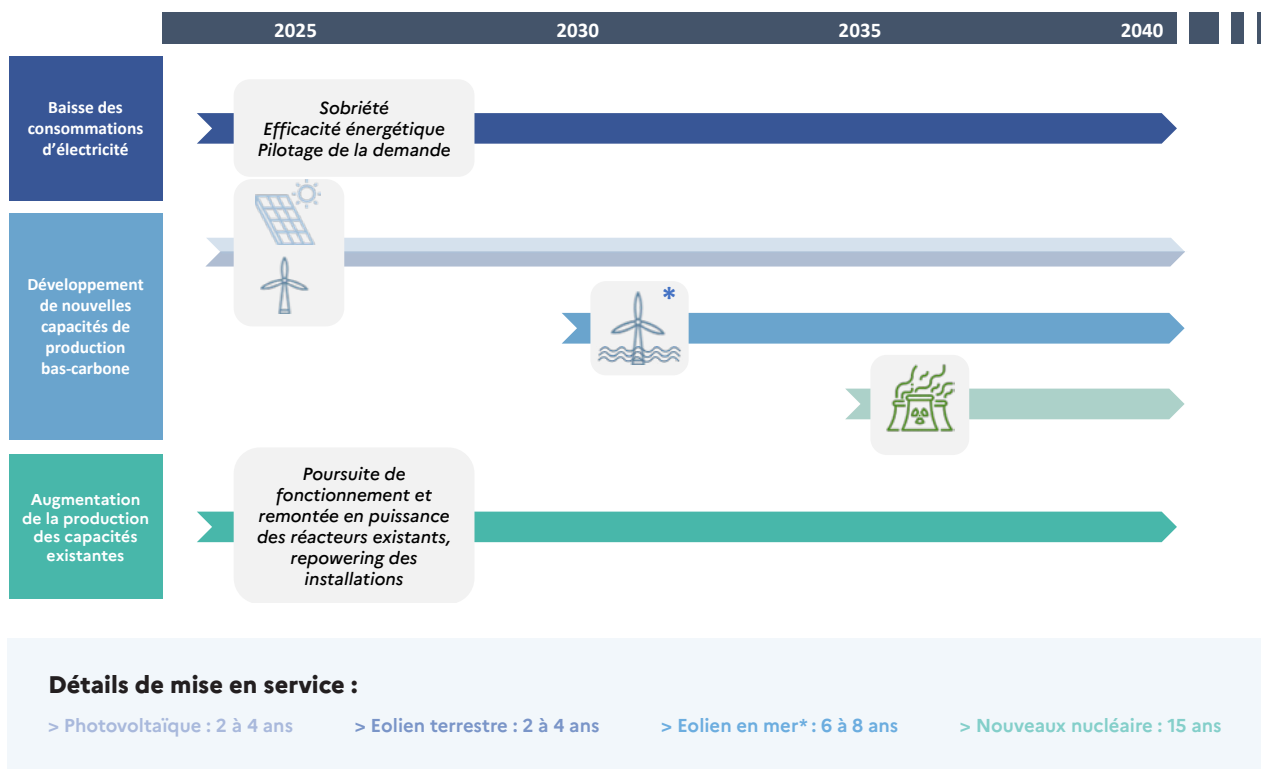 2025 2030 2035 2040
Baisse des
consommations
d’électricité
Sobriété
Efficacité énergétique
Pilotage de la demande
Développement
de nouvelles
capacités de
production
bas-carbone
*
Augmentation
de la production
des capacités
existantes
Poursuite de
fonctionnement et
remontée en puissance
des réacteurs existants,
repowering des
installations
Détails de mise en service :
> Photovoltaïque : 2 à 4 ans > Eolien terrestre : 2 à 4 ans > Eolien en mer* : 6 à 8 ans > Nouveaux nucléaire : 15 ans